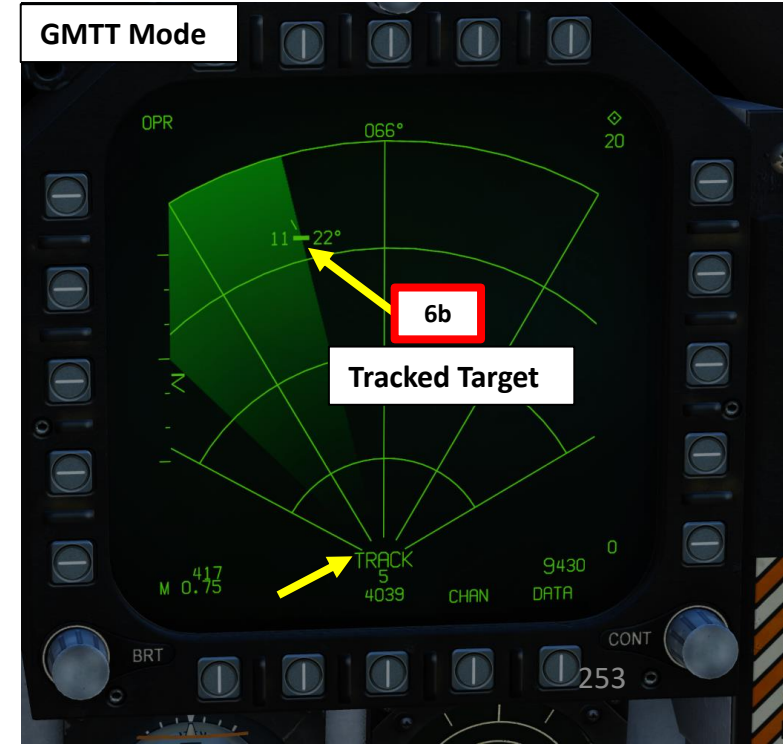 GMTT Mode
OPR
066°
20
11 22°
6b
Tracked Target
TRACK
0
417
5
9430
M 0.75
4039
CHAN
DATA
BRT
CONT
253